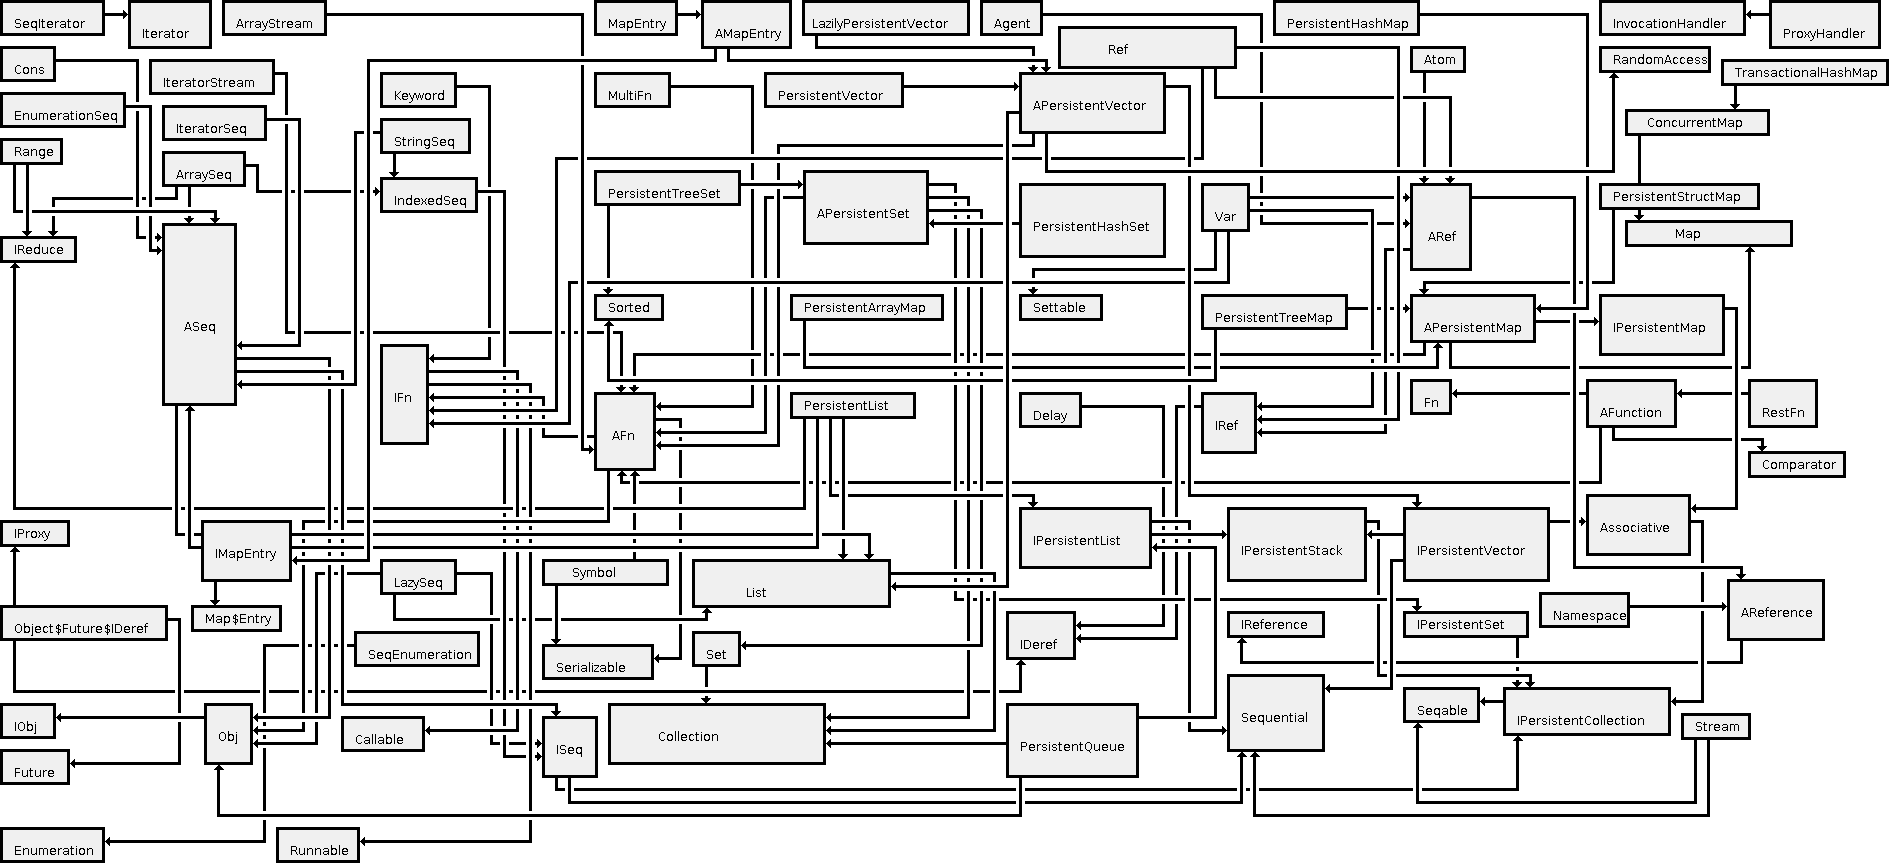 SeqIterator
Iterator
ArrayStream
MapEntry
AMapEntry
LazilyPersistentVector
Agent
PersistentHashMap
InvocationHandler
ProxyHandler
Ref
Cons
IteratorStream
Atom
RandomAccess
TransactionalHashMap
Keyword
MultiFn
PersistentVector
APersistentVector
EnumerationSeq
IteratorSeq
ConcurrentMap
StringSeq
Range
ArraySeq
IndexedSeq
PersistentTreeSet
APersistentSet
PersistentHashSet
Var
ARef
PersistentStructMap
Map
IReduce
ASeq
Sorted
PersistentArrayMap
Settable
PersistentTreeMap
APersistentMap
IPersistentMap
IFn
AFn
PersistentList
Delay
IRef
Fn
AFunction
RestFn
Comparator
IProxy
IMapEntry
IPersistentList
IPersistentStack
IPersistentVector
Associative
LazySeq
Symbol
List
Map$Entry
Object$Future$IDeref
Namespace
AReference
IReference
IPersistentSet
SeqEnumeration
Serializable
Set
IDeref
IObj
Obj
Callable
ISeq
Collection
PersistentQueue
Sequential
Seqable
IPersistentCollection
Stream
Future
Enumeration
Runnable